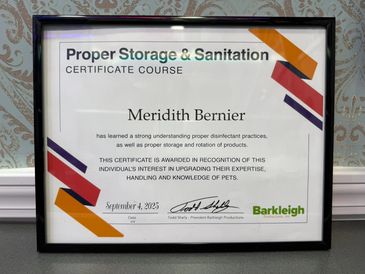 Proper Storage & Sanitation
CERTIFICATE COURSE
Meridith Bernier
has learned a strong understanding proper disinfectant practices,
as well as proper storage and rotation of products.
THIS CERTIFICATE IS AWARDED IN RECOGNITION OF THIS
INDIVIDUAL'S INTEREST IN UPGRADING THEIR EXPERTISE,
HANDLING AND KNOWLEDGE OF PETS.
September 4, 2025
Date
Todd Shelly - President Barkleigh Productions
Barkleigh